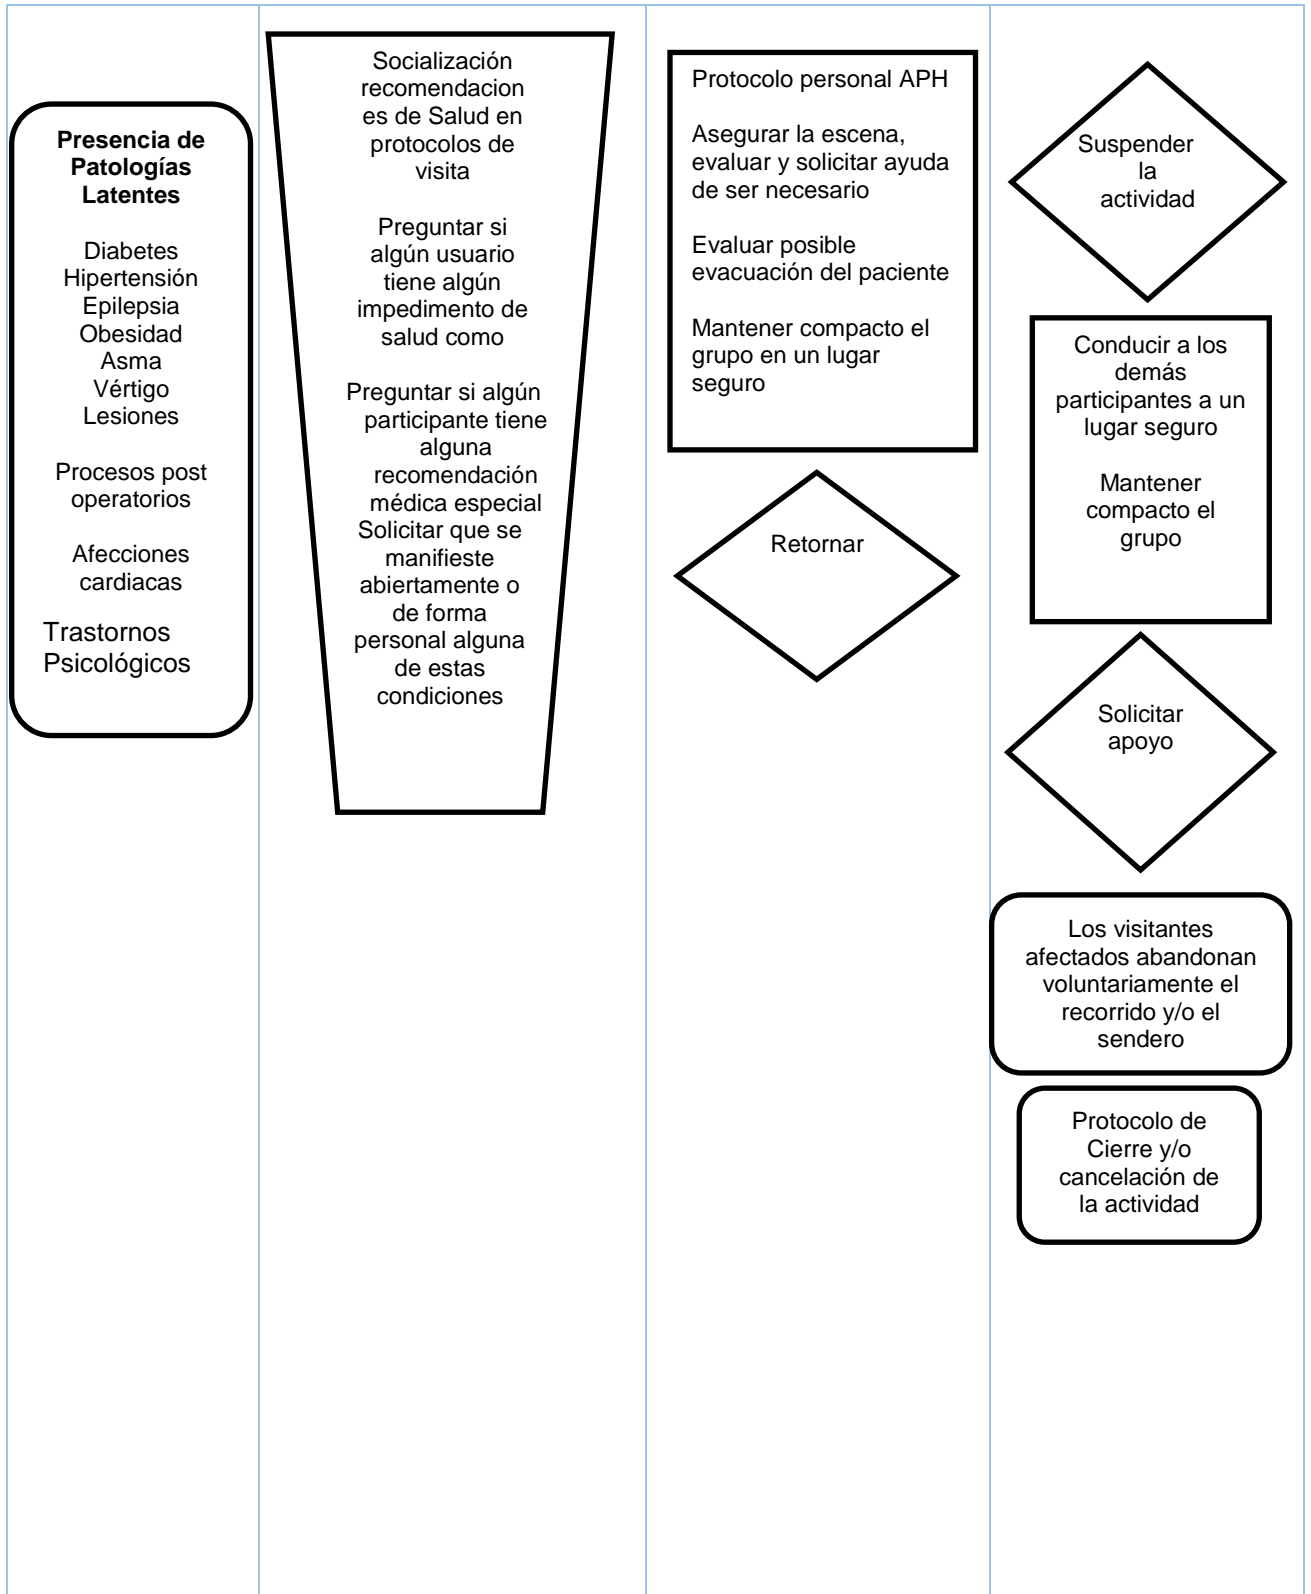 Presencia de
Patologías
Latentes
Diabetes
Hipertensión
Epilepsia
Obesidad
Asma
Vértigo
Lesiones
Procesos post
operatorios
Afecciones
cardiacas
Trastornos
Psicológicos
Socialización
recomendacion
es de Salud en
protocolos de
visita
Preguntar si
algún usuario
tiene algún
impedimento de
salud como
Preguntar si algún
participante tiene
alguna
recomendación
médica especial
Solicitar que se
manifieste
abiertamente o
de forma
personal alguna
de estas
condiciones
Protocolo personal APH
Asegurar la escena,
evaluar y solicitar ayuda
de ser necesario
Evaluar posible
evacuación del paciente
Mantener compacto el
grupo en un lugar
seguro
Retornar
Suspender
la
actividad
Conducir a los
demás
participantes a un
lugar seguro
Mantener
compacto el
grupo
Solicitar
apoyo
Los visitantes
afectados abandonan
voluntariamente el
recorrido y/o el
sendero
Protocolo de
Cierre y/o
cancelación de
la actividad